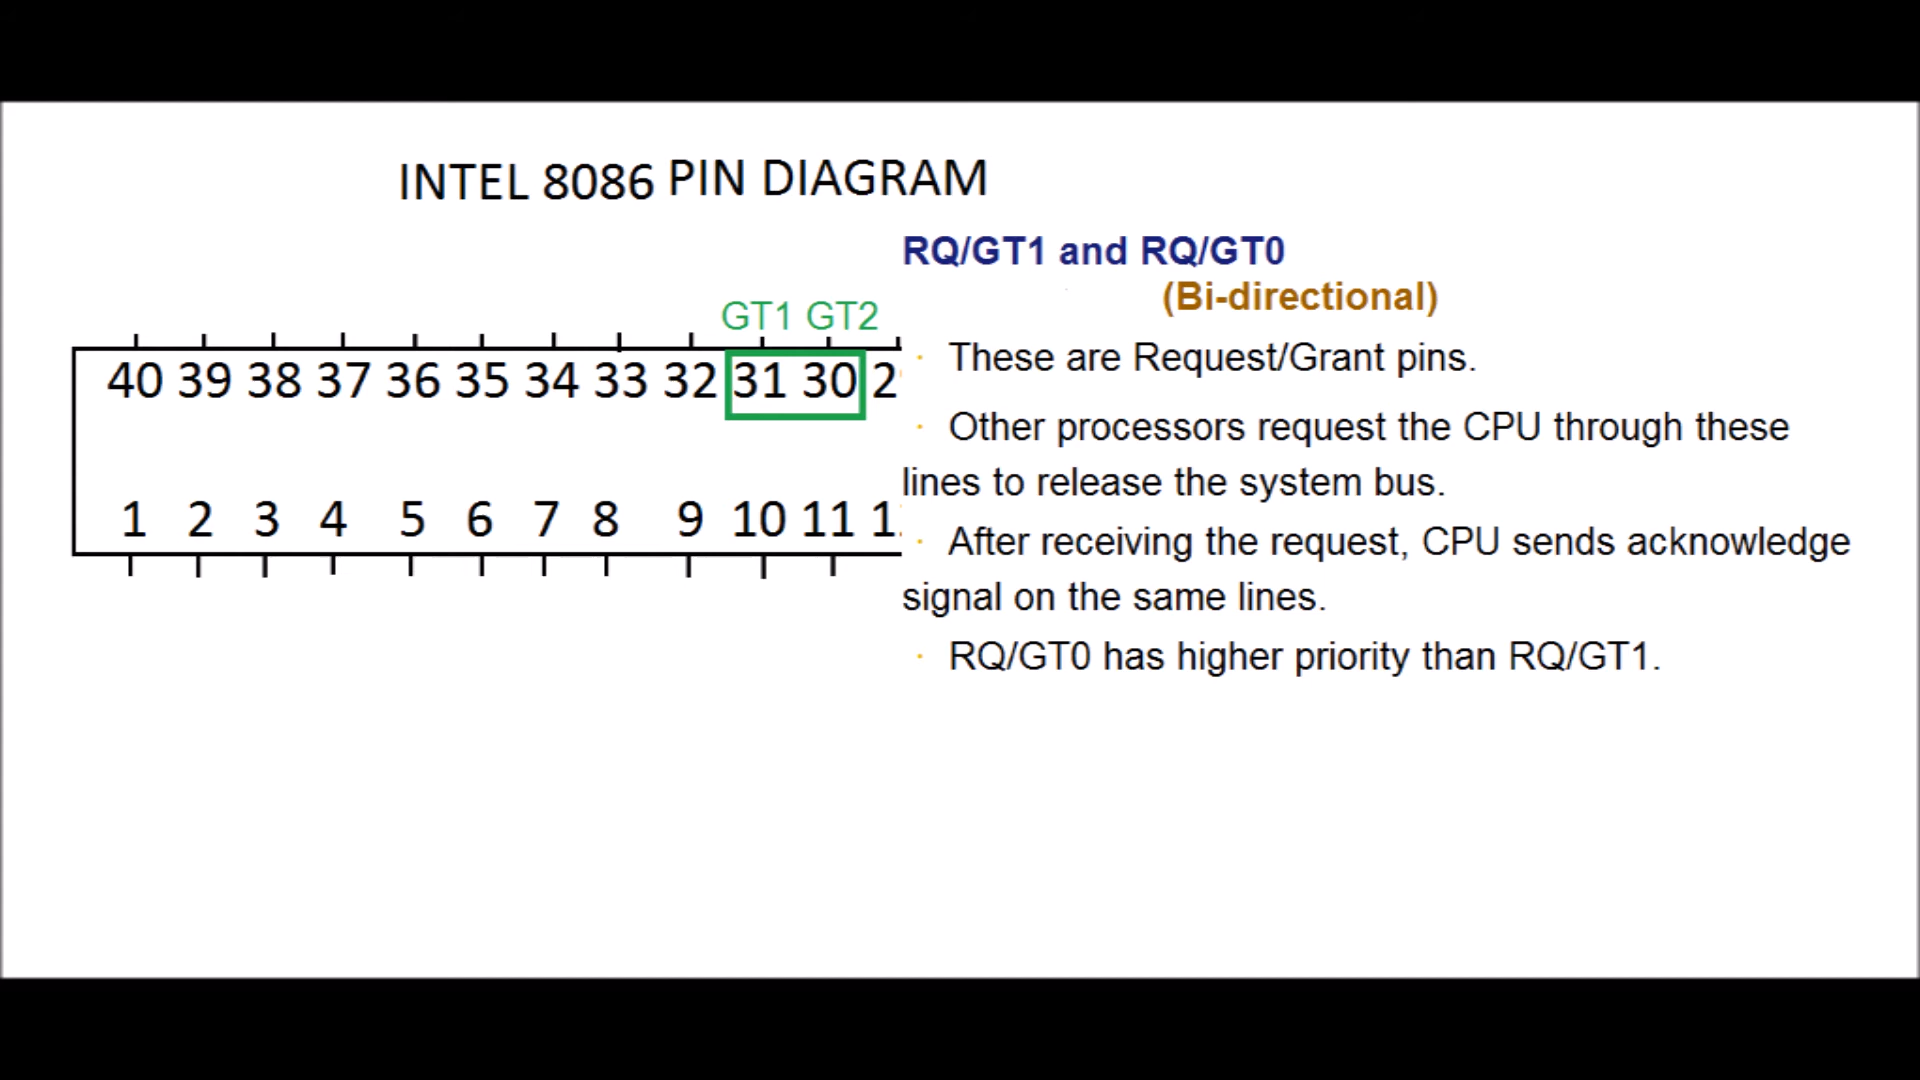 INTEL 8086 PIN DIAGRAM
RQ/GT1 and RQ/GT0
(Bi-directional)
GT1 GT2
40 39 38 37 36 35 34 33 32 31 30
1 2 3 4 5 6 7 8 9 10 11
· These are Request/Grant pins.
· Other processors request the CPU through these
lines to release the system bus.
· After receiving the request, CPU sends acknowledge
signal on the same lines.
· RQ/GT0 has higher priority than RQ/GT1.